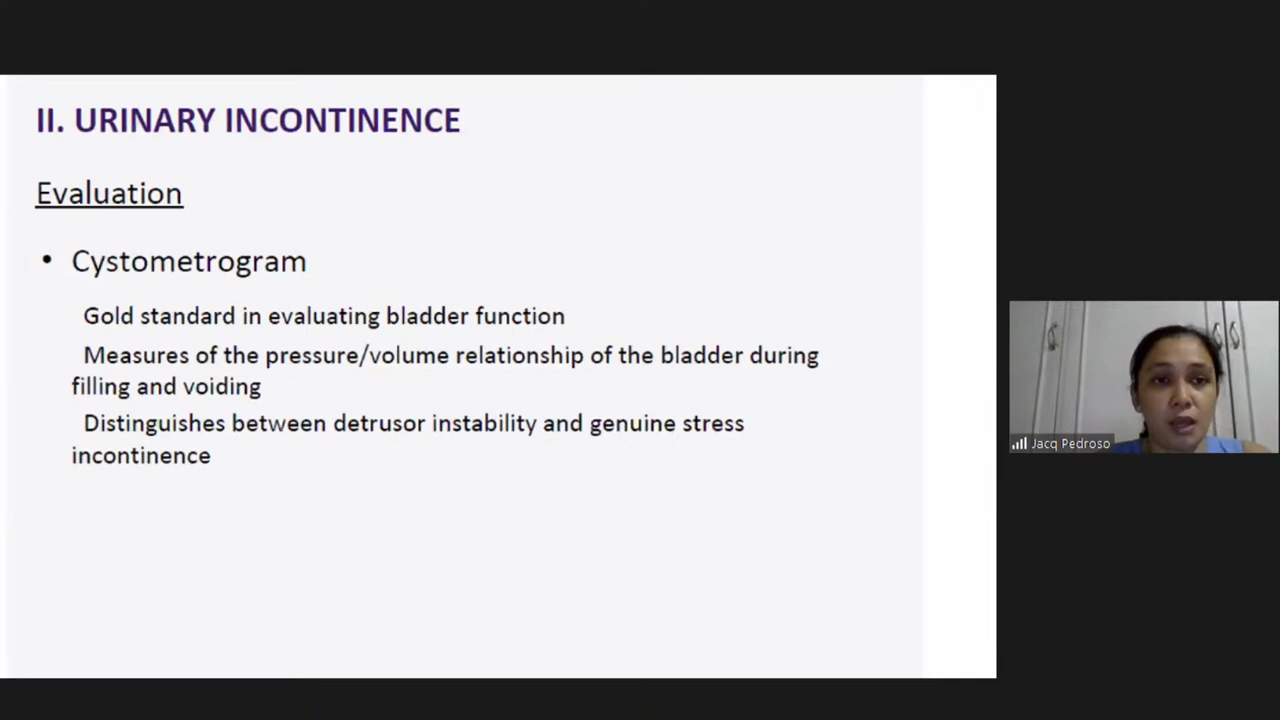 II. URINARY INCONTINENCE
Evaluation
• Cystometrogram
Gold standard in evaluating bladder function
Measures of the pressure/volume relationship of the bladder during
filling and voiding
Distinguishes between detrusor instability and genuine stress
incontinence
Jacq Pedroso